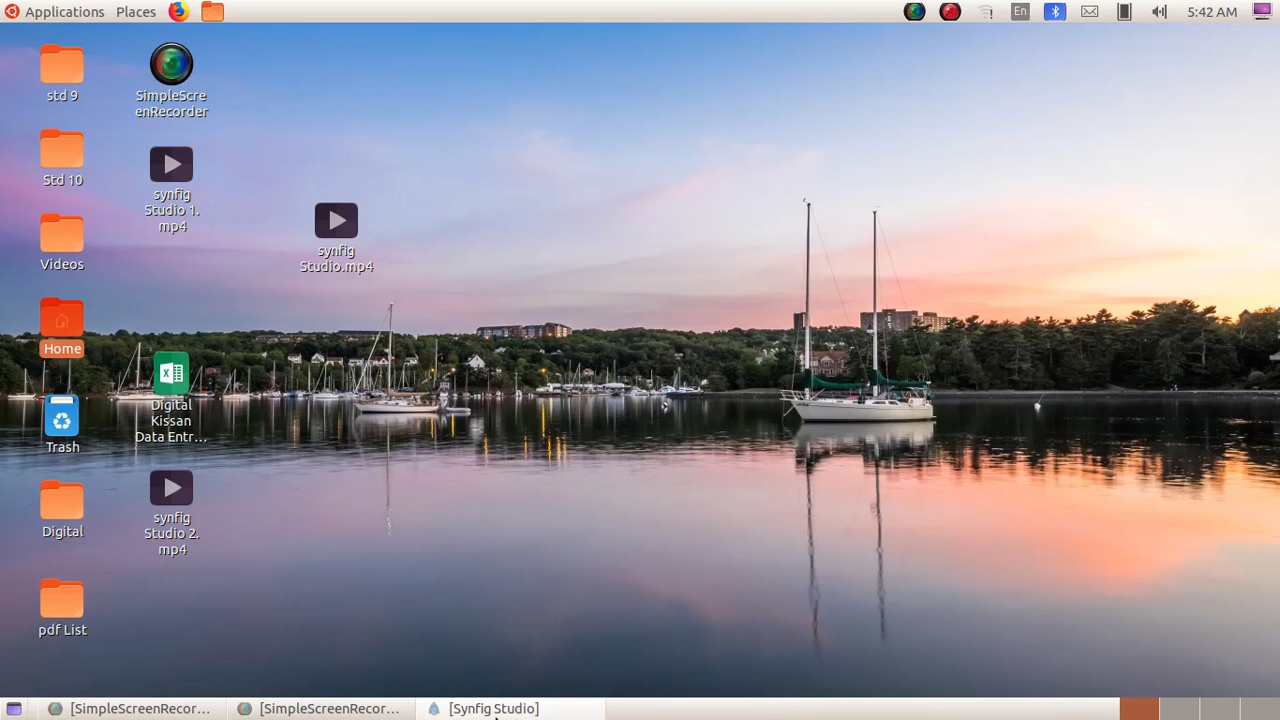 Applications Places En 5:42 AM
std 9
SimpleScre
enRecorder
Std 10
synfig
Studio 1.
mp4
Videos
synfig
Studio.mp4
Home
Trash
Digital
Kissan
Data Entr...
Digital
synfig
Studio 2.
mp4
pdf List
[SimpleScreenRecor... [SimpleScreenRecor... [Synfig Studio]